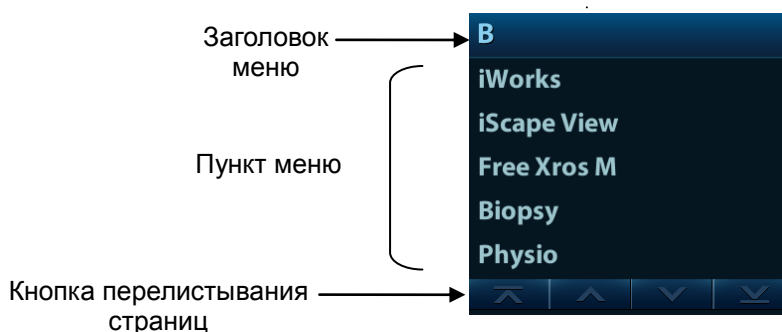 Заголовок
меню
B
iWorks
iScape View
Пункт меню
Free Xros M
Biopsy
Physio
Кнопка перелистывания
страниц